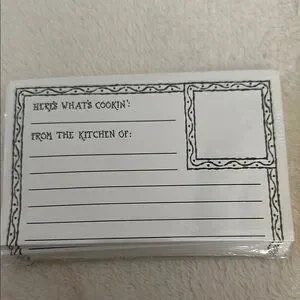 HERE'S WHAT'S COOKIN':
FROM THE KITCHEN OF: